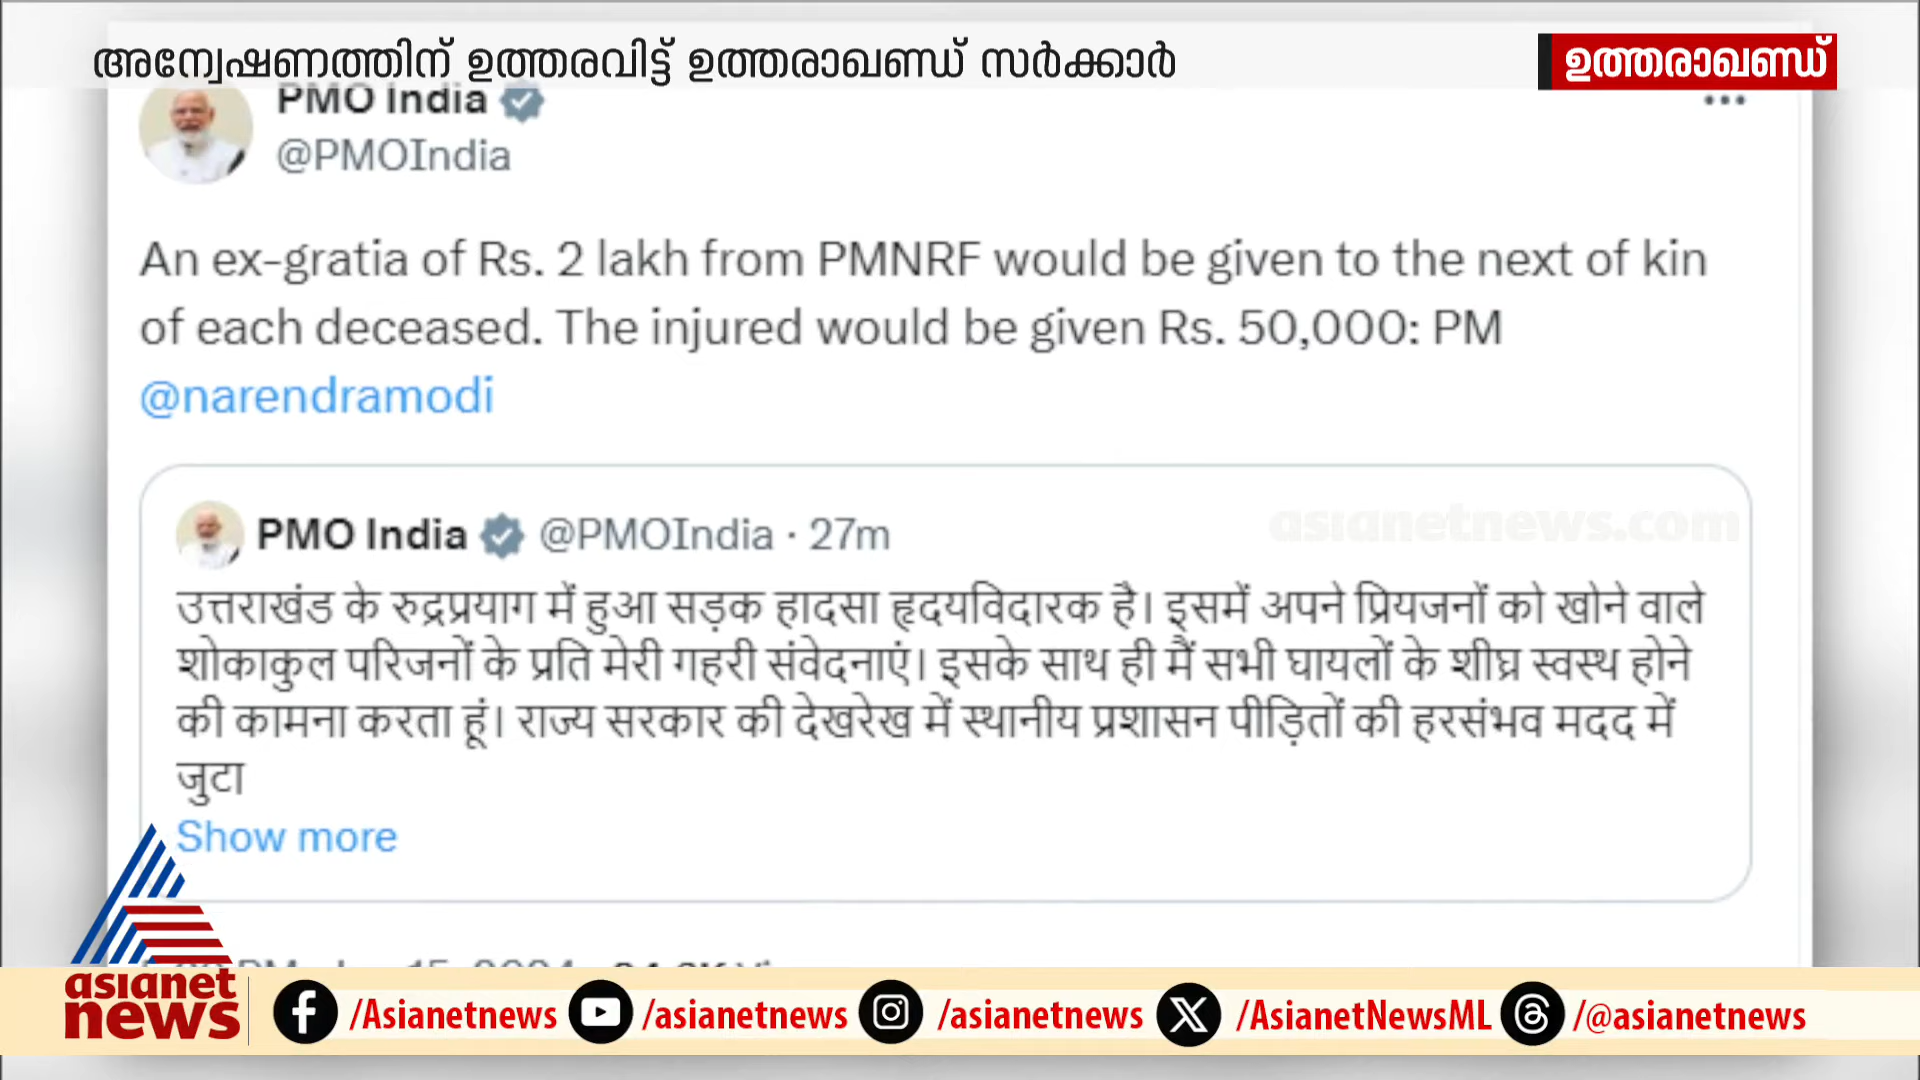 അന്വേഷണത്തിന് ഉത്തരവിട്ട് ഉത്തരാഖണ്ഡ് സർക്കാർ
ഉത്തരാഖണ്ഡ്
PMO India
@PMOIndia
An ex-gratia of Rs. 2 lakh from PMNRF would be given to the next of kin
of each deceased. The injured would be given Rs. 50,000: PM
@narendramodi
PMO India @PMOIndia · 27m
asianetnews.com
उत्तराखंड के रुद्रप्रयाग में हुआ सड़क हादसा हृदयविदारक है। इसमें अपने प्रियजनों को खोने वाले
शोकाकुल परिजनों के प्रति मेरी गहरी संवेदनाएं। इसके साथ ही मैं सभी घायलों के शीघ्र स्वस्थ होने
की कामना करता हूं। राज्य सरकार की देखरेख में स्थानीय प्रशासन पीड़ितों की हरसंभव मदद में
जुटा
Show more
asianet
news
/Asianetnews /asianetnews /asianetnews /AsianetNewsML /@asianetnews